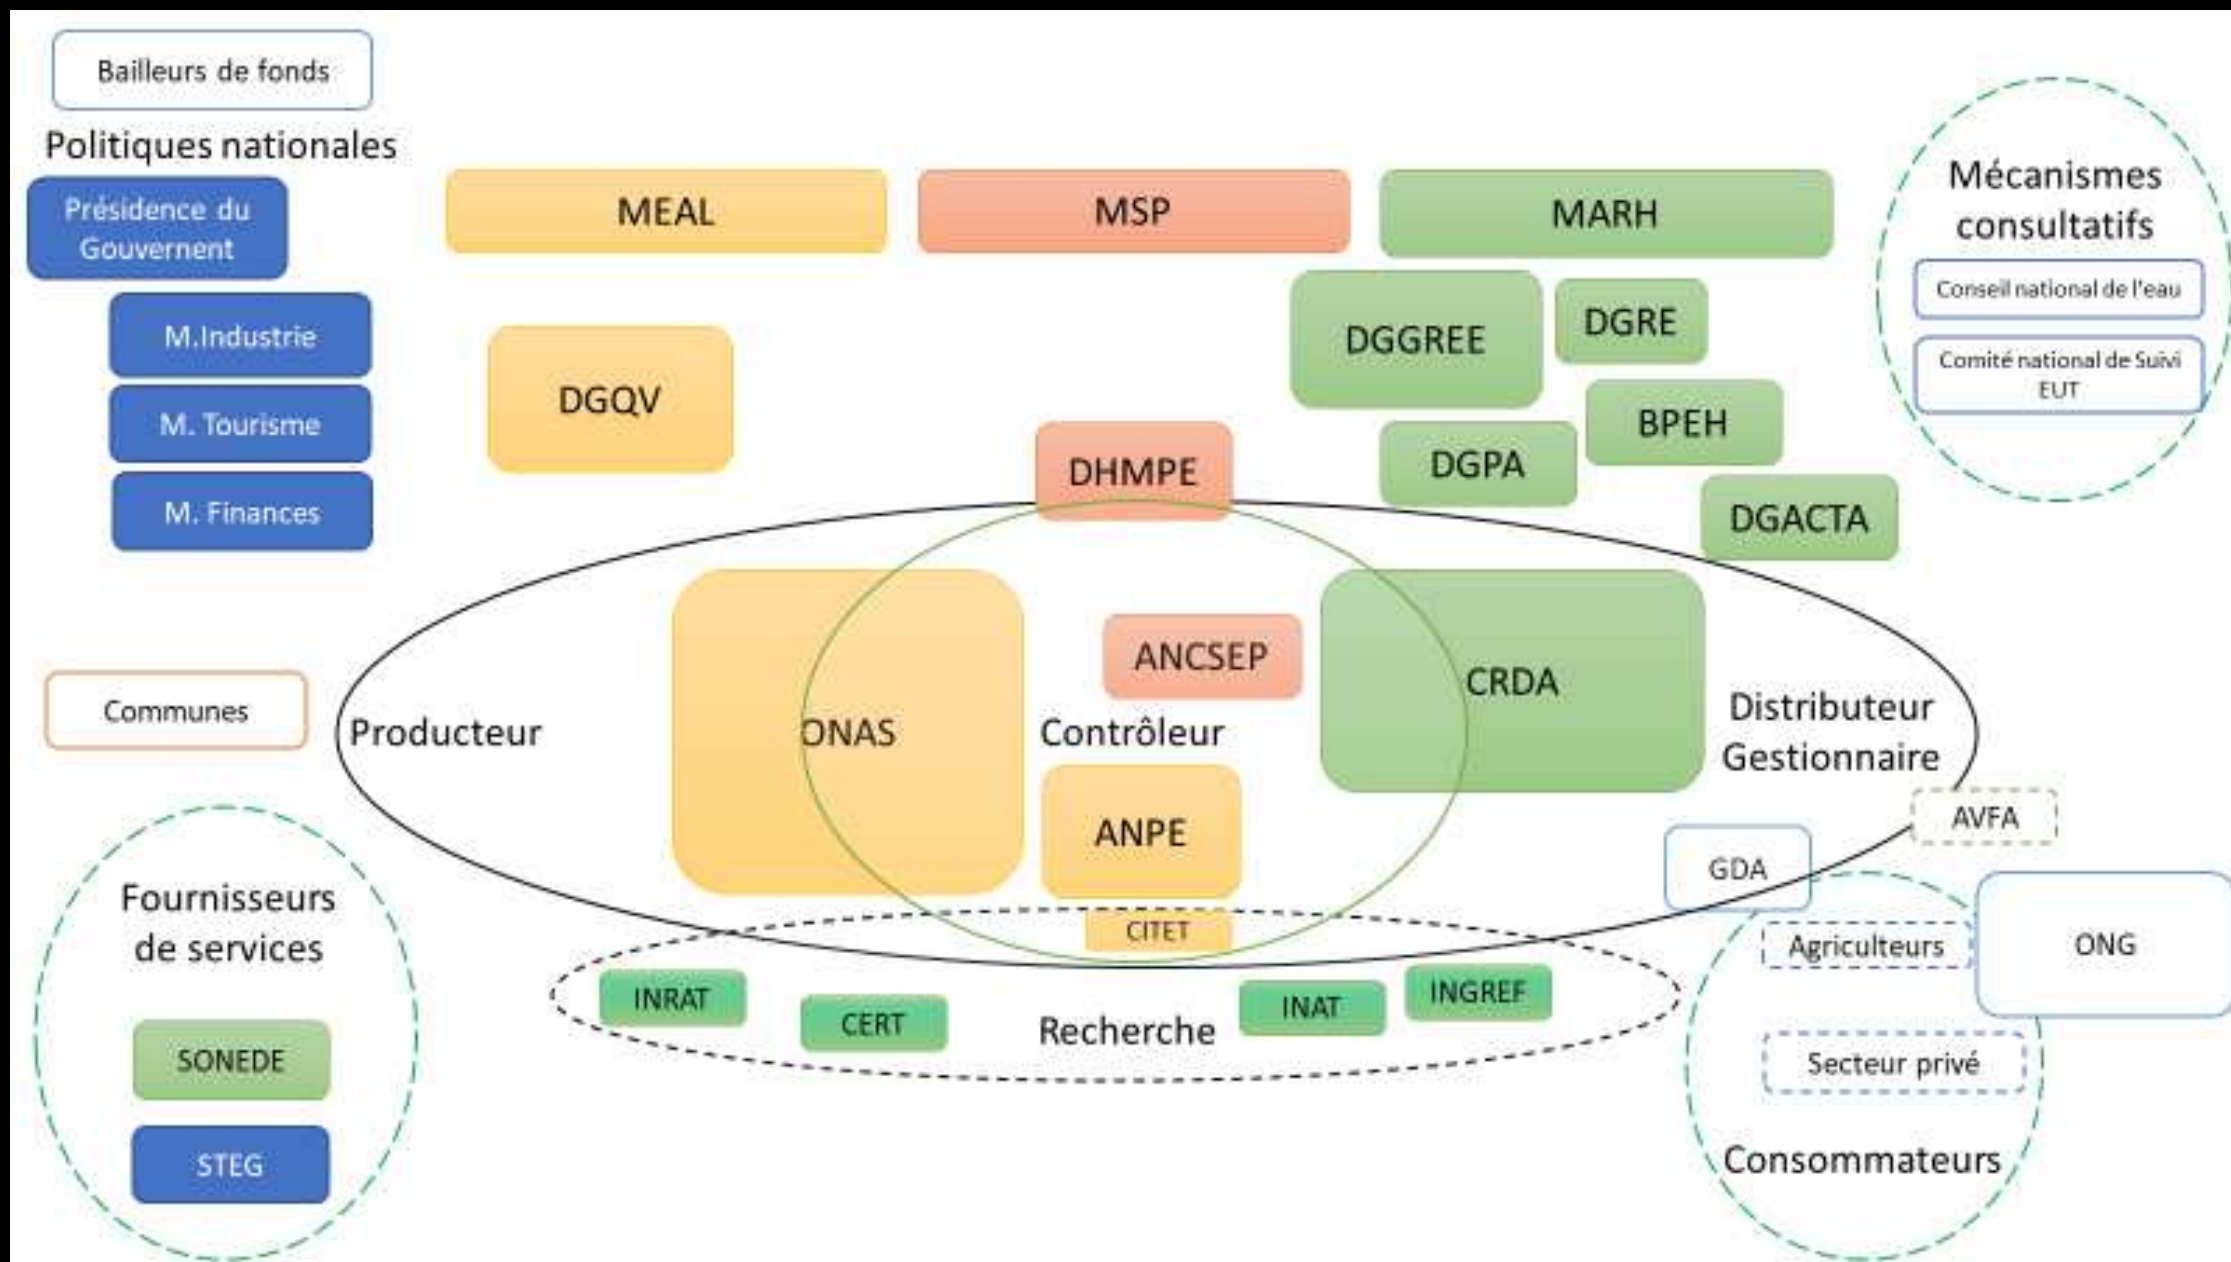 Bailleurs de fonds
Politiques nationales
Présidence du
Gouvernent
M.Industrie
M. Tourisme
M. Finances
MEAL
MSP
MARH
DGQV
DHMPE
DGGREE
DGRE
DGPA
BPEH
DGACTA
Mécanismes
consultatifs
Conseil national de l'eau
Comité national de Suivi
EUT
Communes
Producteur
ONAS
ANCSEP
Contrôleur
ANPE
CITET
CRDA
Distributeur
Gestionnaire
AVFA
GDA
Agriculteurs
ONG
Secteur privé
Consommateurs
Fournisseurs
de services
SONEDE
STEG
INRAT
CERT
Recherche
INAT
INGREF